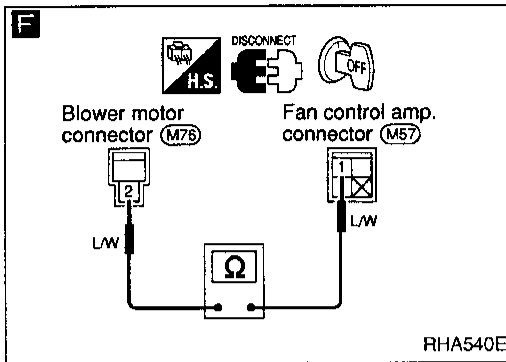 F
DISCONNECT
H.S.
OFF
Blower motor
connector (M76)
Fan control amp.
connector (M57)
2
1
L/W
L/W
Ω
RHA540E